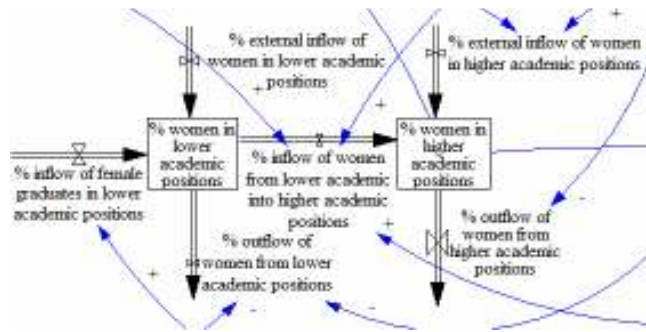 % external inflow of
women in lower academic
positions
% external inflow of women
in higher academic positions
+
+
+
% women in
lower
academic
positions
% women in
higher
academic
positions
% inflow of female
graduates in lower
academic positions
% inflow of women
from lower academic
into higher academic
positions
% outflow of
women from
higher academic
positions
-
+
% outflow of
women from lower
academic positions
+
-
-